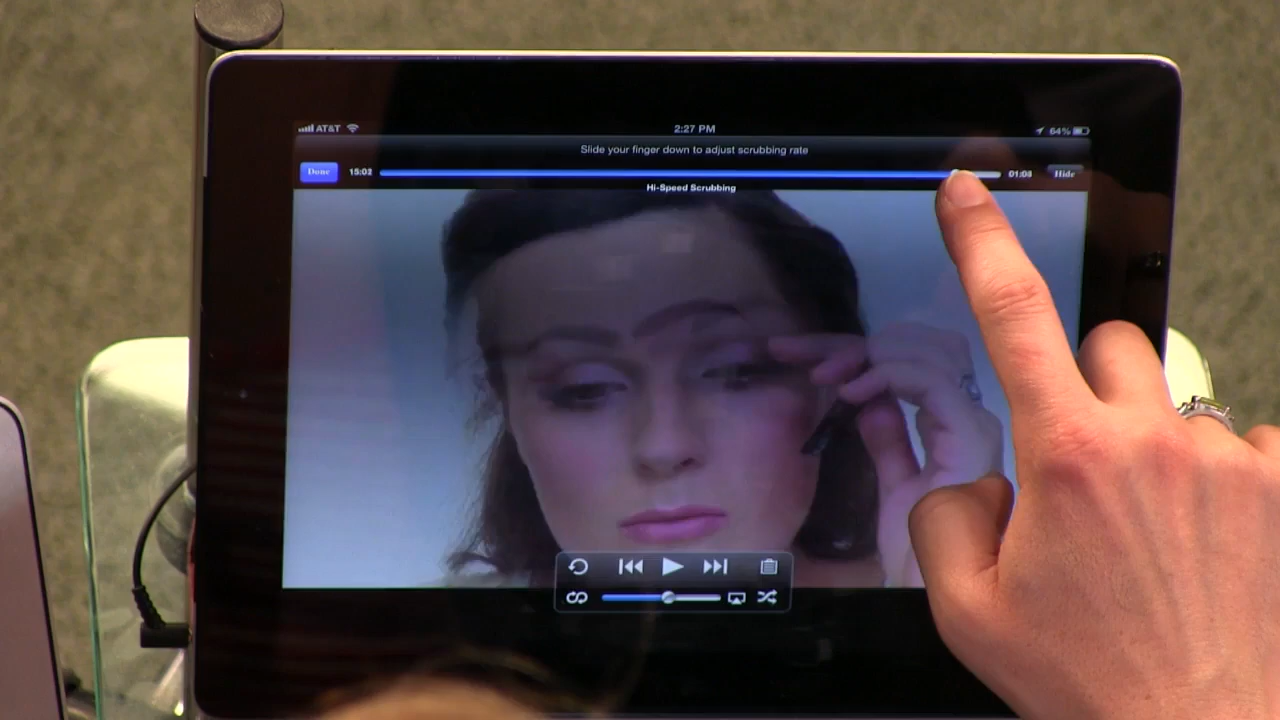 AT&T 2:27 PM 64%
Slide your finger down to adjust scrubbing rate
Done 15:02 01:08 Hide
Hi-Speed Scrubbing